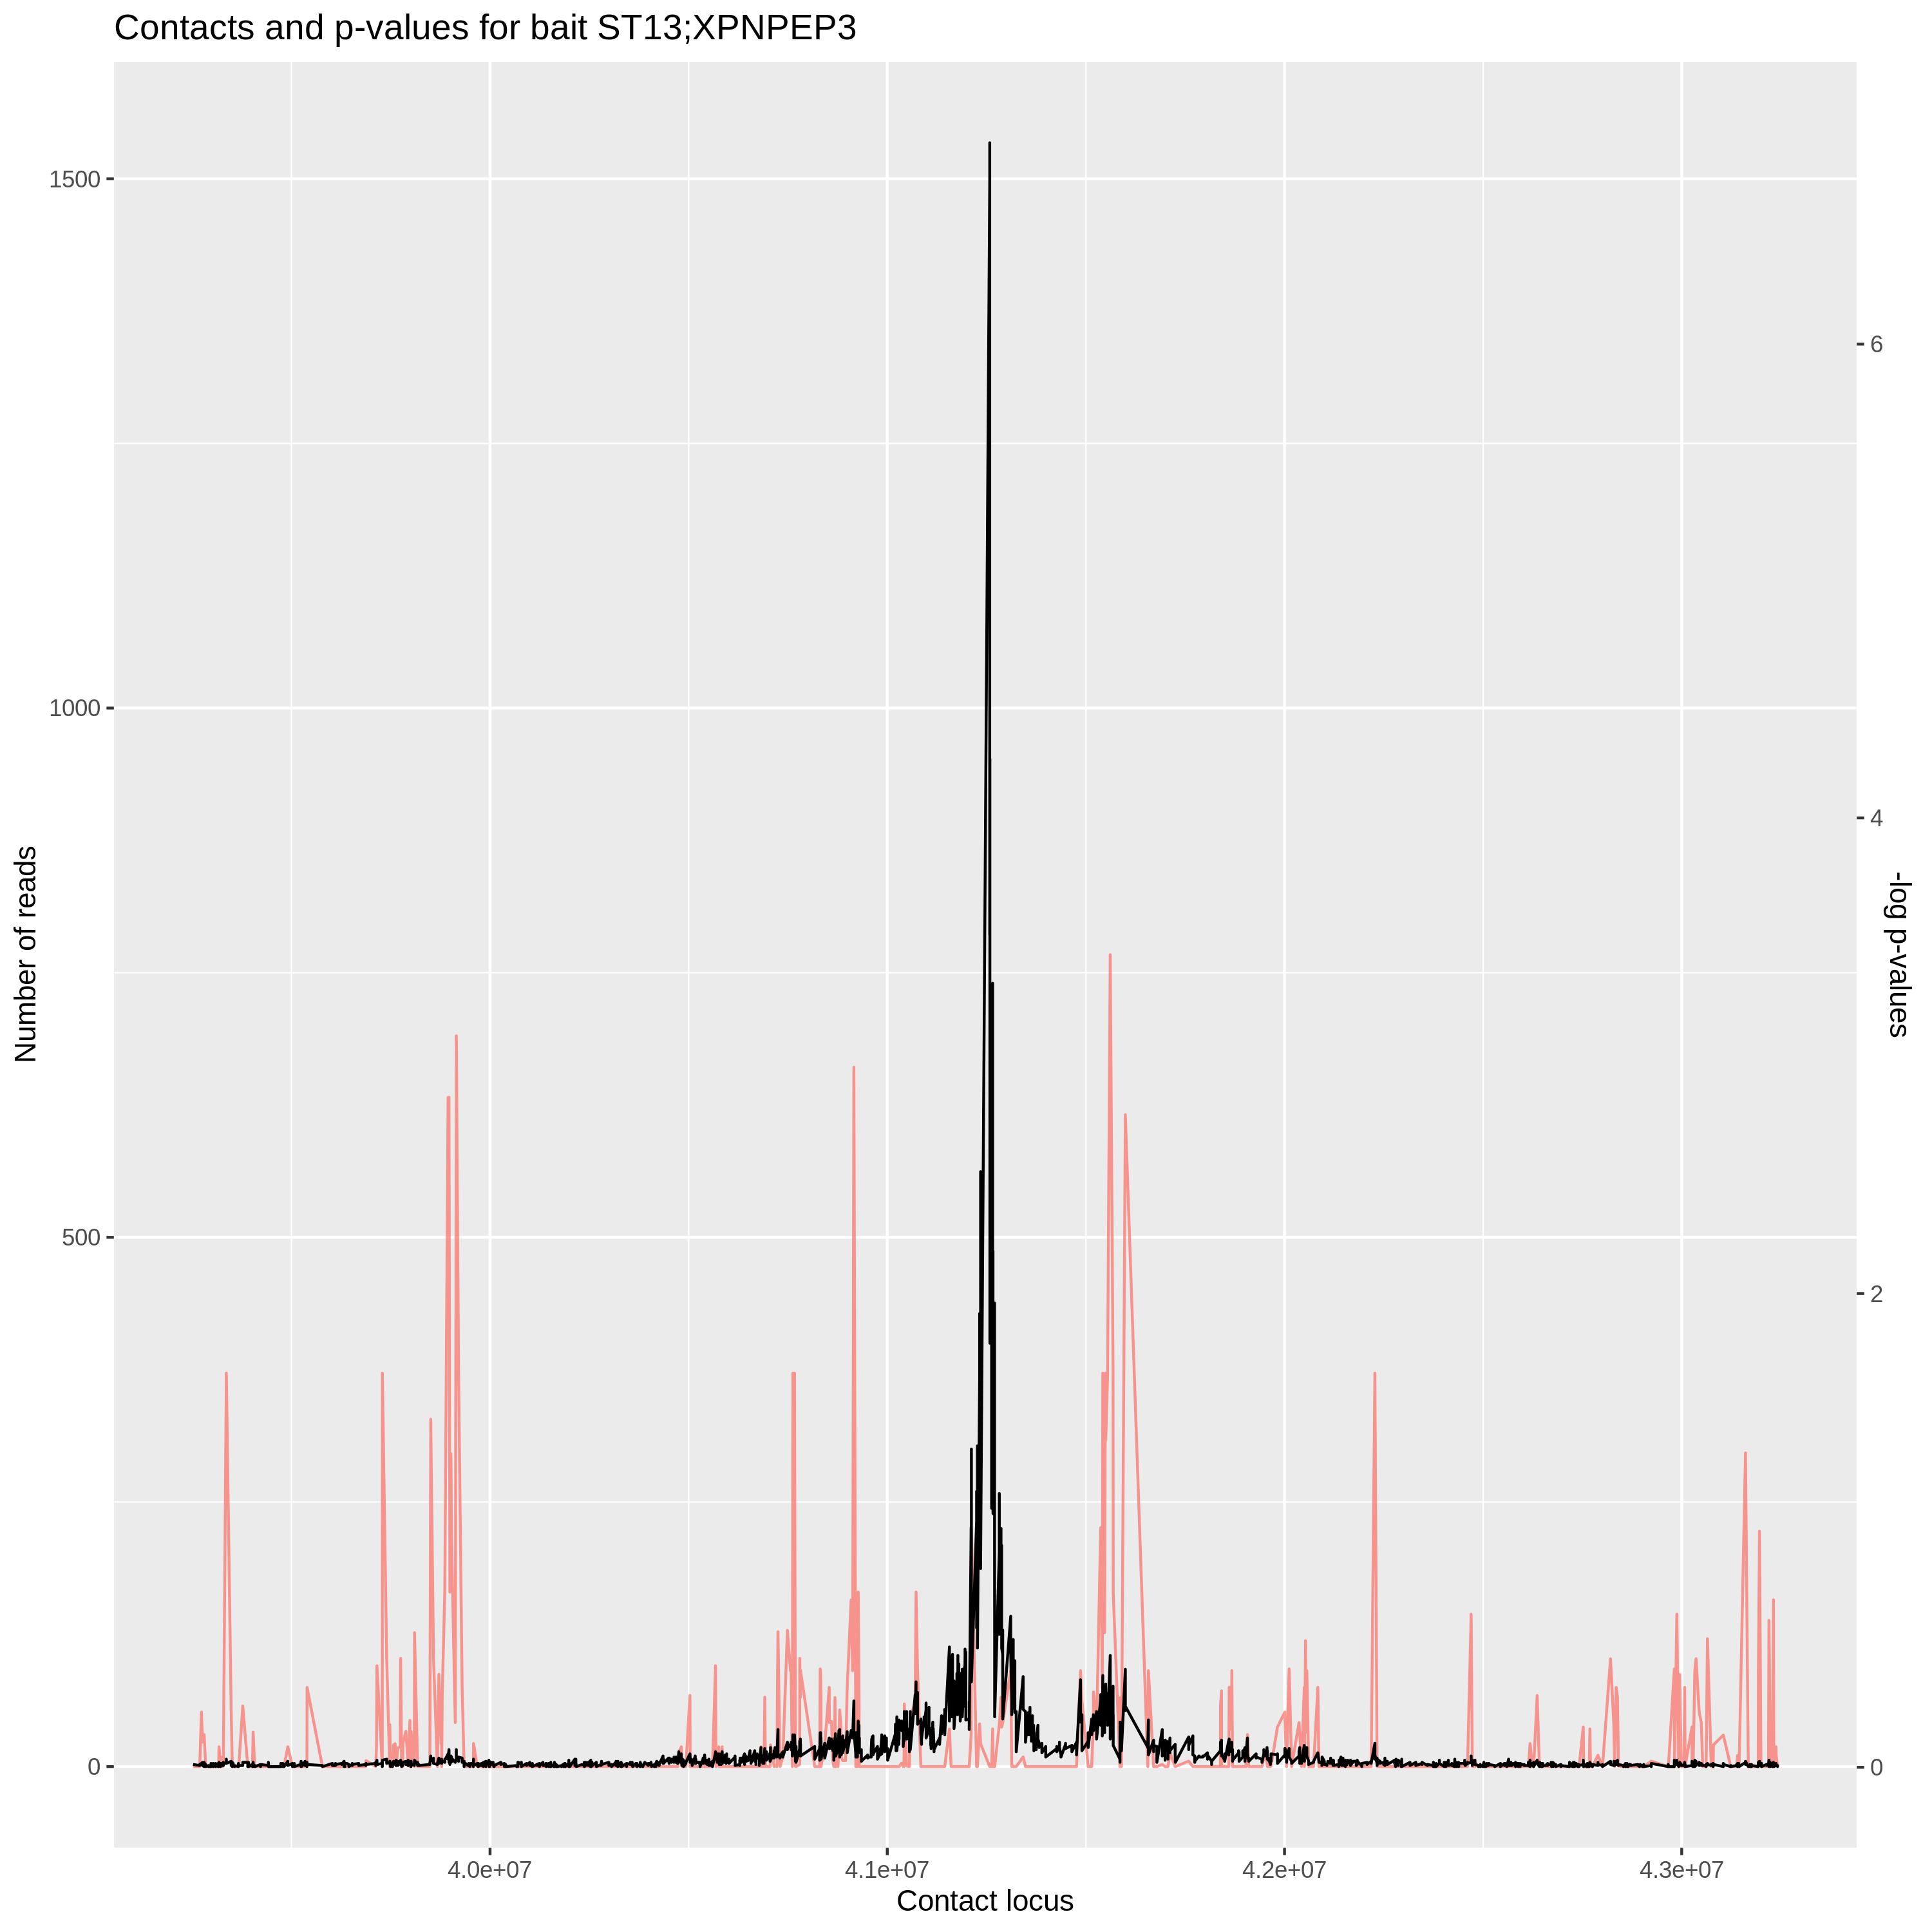 Contacts and p-values for bait ST13;XPNPEP3
1500
1000
500
0
Number of reads
6
4
2
0
-log p-values
4.0e+07
4.1e+07
4.2e+07
4.3e+07
Contact locus